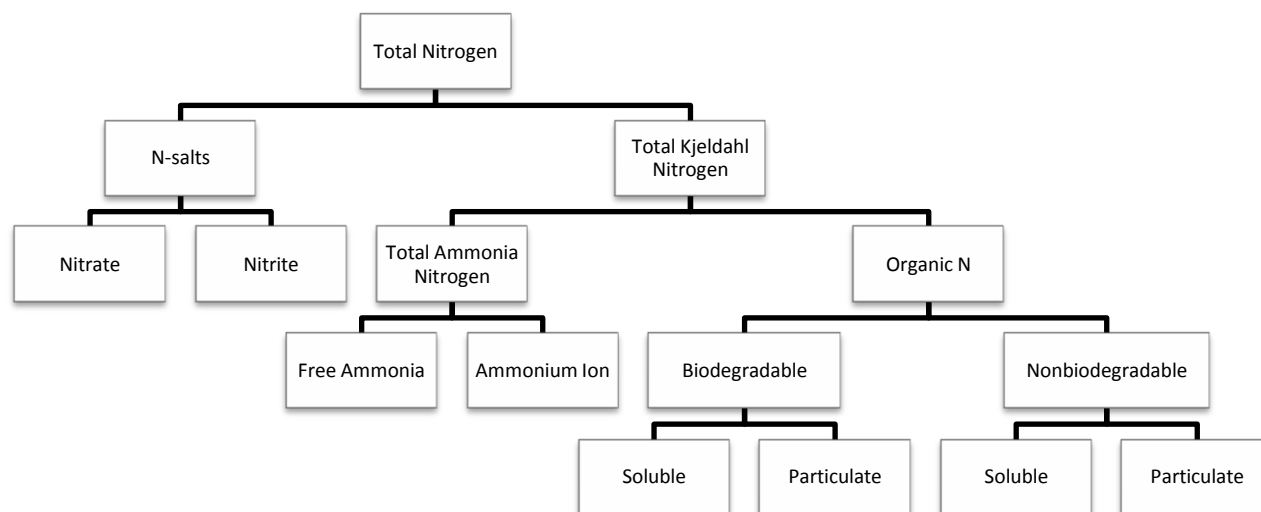 Total Nitrogen
N-salts
Total Kjeldahl
Nitrogen
Nitrate
Nitrite
Total Ammonia
Nitrogen
Organic N
Free Ammonia
Ammonium Ion
Biodegradable
Nonbiodegradable
Soluble
Particulate
Soluble
Particulate